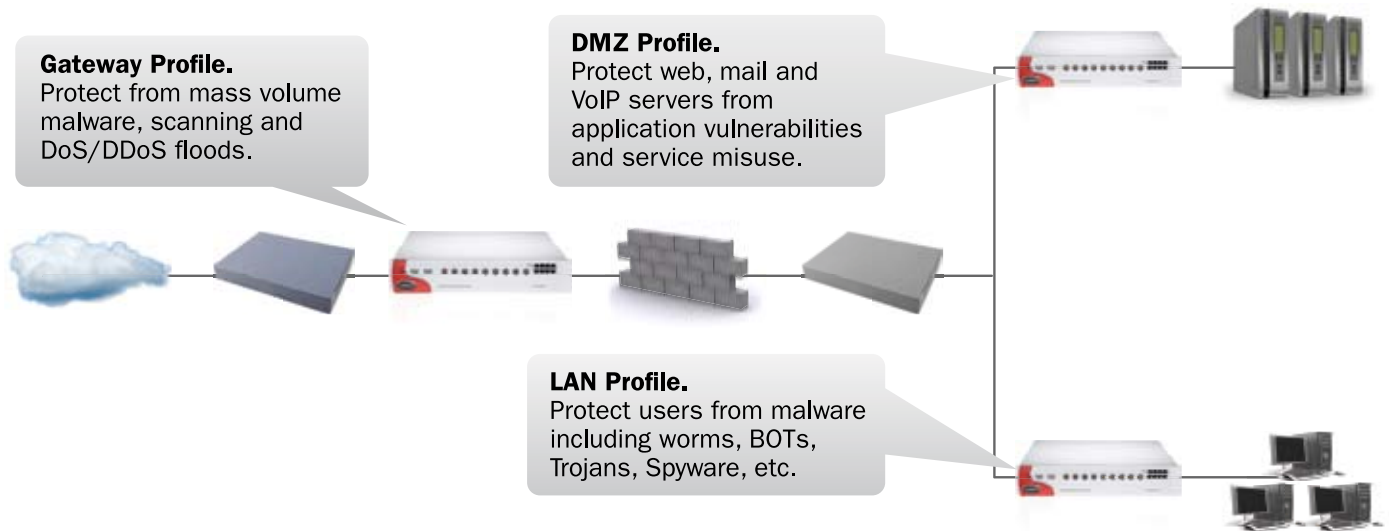 Gateway Profile.
Protect from mass volume
malware, scanning and
DoS/DDoS floods.
DMZ Profile.
Protect web, mail and
VoIP servers from
application vulnerabilities
and service misuse.
LAN Profile.
Protect users from malware
including worms, BOTs,
Trojans, Spyware, etc.